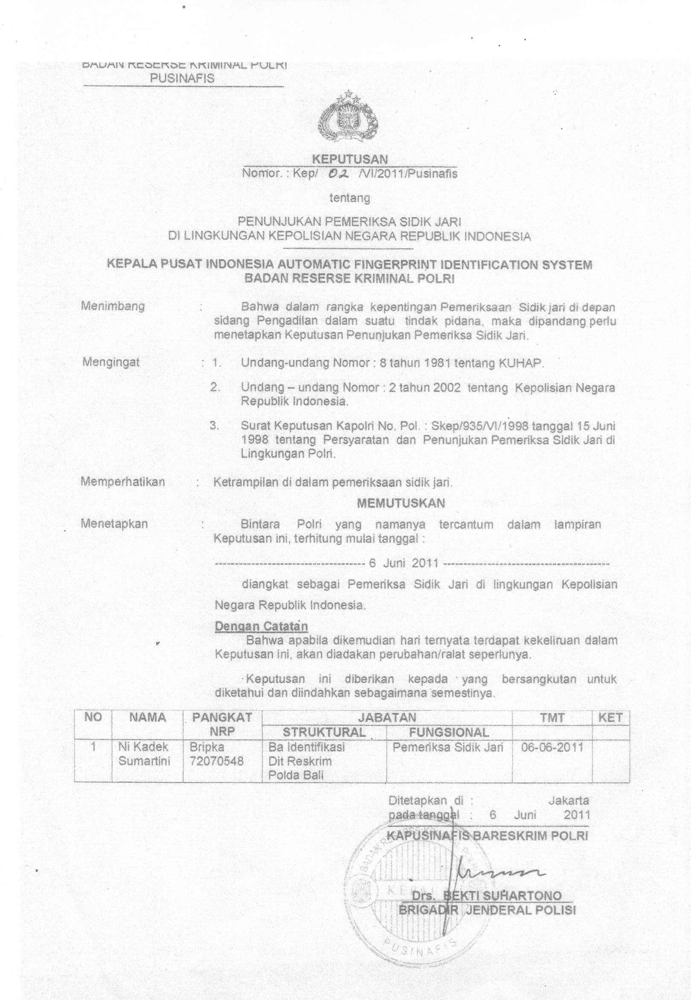 BADAN RESERSE KRIMINAL POLRI
PUSINAFIS
KEPUTUSAN
Nomor. : Kep/ 02 /VI/2011/Pusinafis
tentang
PENUNJUKAN PEMERIKSA SIDIK JARI
DI LINGKUNGAN KEPOLISIAN NEGARA REPUBLIK INDONESIA
KEPALA PUSAT INDONESIA AUTOMATIC FINGERPRINT IDENTIFICATION SYSTEM
BADAN RESERSE KRIMINAL POLRI
Menimbang : Bahwa dalam rangka kepentingan Pemeriksaan Sidik jari di depan
sidang Pengadilan dalam suatu tindak pidana, maka dipandang perlu
menetapkan Keputusan Penunjukan Pemeriksa Sidik Jari.
Mengingat : 1. Undang-undang Nomor : 8 tahun 1981 tentang KUHAP.
2. Undang – undang Nomor : 2 tahun 2002 tentang Kepolisian Negara
Republik Indonesia.
3. Surat Keputusan Kapolri No. Pol. : Skep/935/VI/1998 tanggal 15 Juni
1998 tentang Persyaratan dan Penunjukan Pemeriksa Sidik Jari di
Lingkungan Polri.
Memperhatikan : Ketrampilan di dalam pemeriksaan sidik jari.
MEMUTUSKAN
Menetapkan : Bintara Polri yang namanya tercantum dalam lampiran
Keputusan ini, terhitung mulai tanggal :
------------------------------------- 6 Juni 2011 -----------------------------------------
diangkat sebagai Pemeriksa Sidik Jari di lingkungan Kepolisian
Negara Republik Indonesia.
Dengan Catatan
Bahwa apabila dikemudian hari ternyata terdapat kekeliruan dalam
Keputusan ini, akan diadakan perubahan/ralat seperlunya.
Keputusan ini diberikan kepada yang bersangkutan untuk
diketahui dan diindahkan sebagaimana semestinya.
NO NAMA PANGKAT JABATAN TMT KET
NRP STRUKTURAL FUNGSIONAL
1 Ni Kadek Bripka Ba Identifikasi Pemeriksa Sidik Jari 06-06-2011
Sumartini 72070548 Dit Reskrim
Polda Bali
Ditetapkan di : Jakarta
pada tanggal : 6 Juni 2011
KAPUSINAFIS BARESKRIM POLRI
Drs. BEKTI SUHARTONO
BRIGADIR JENDERAL POLISI
PUSINAFIS